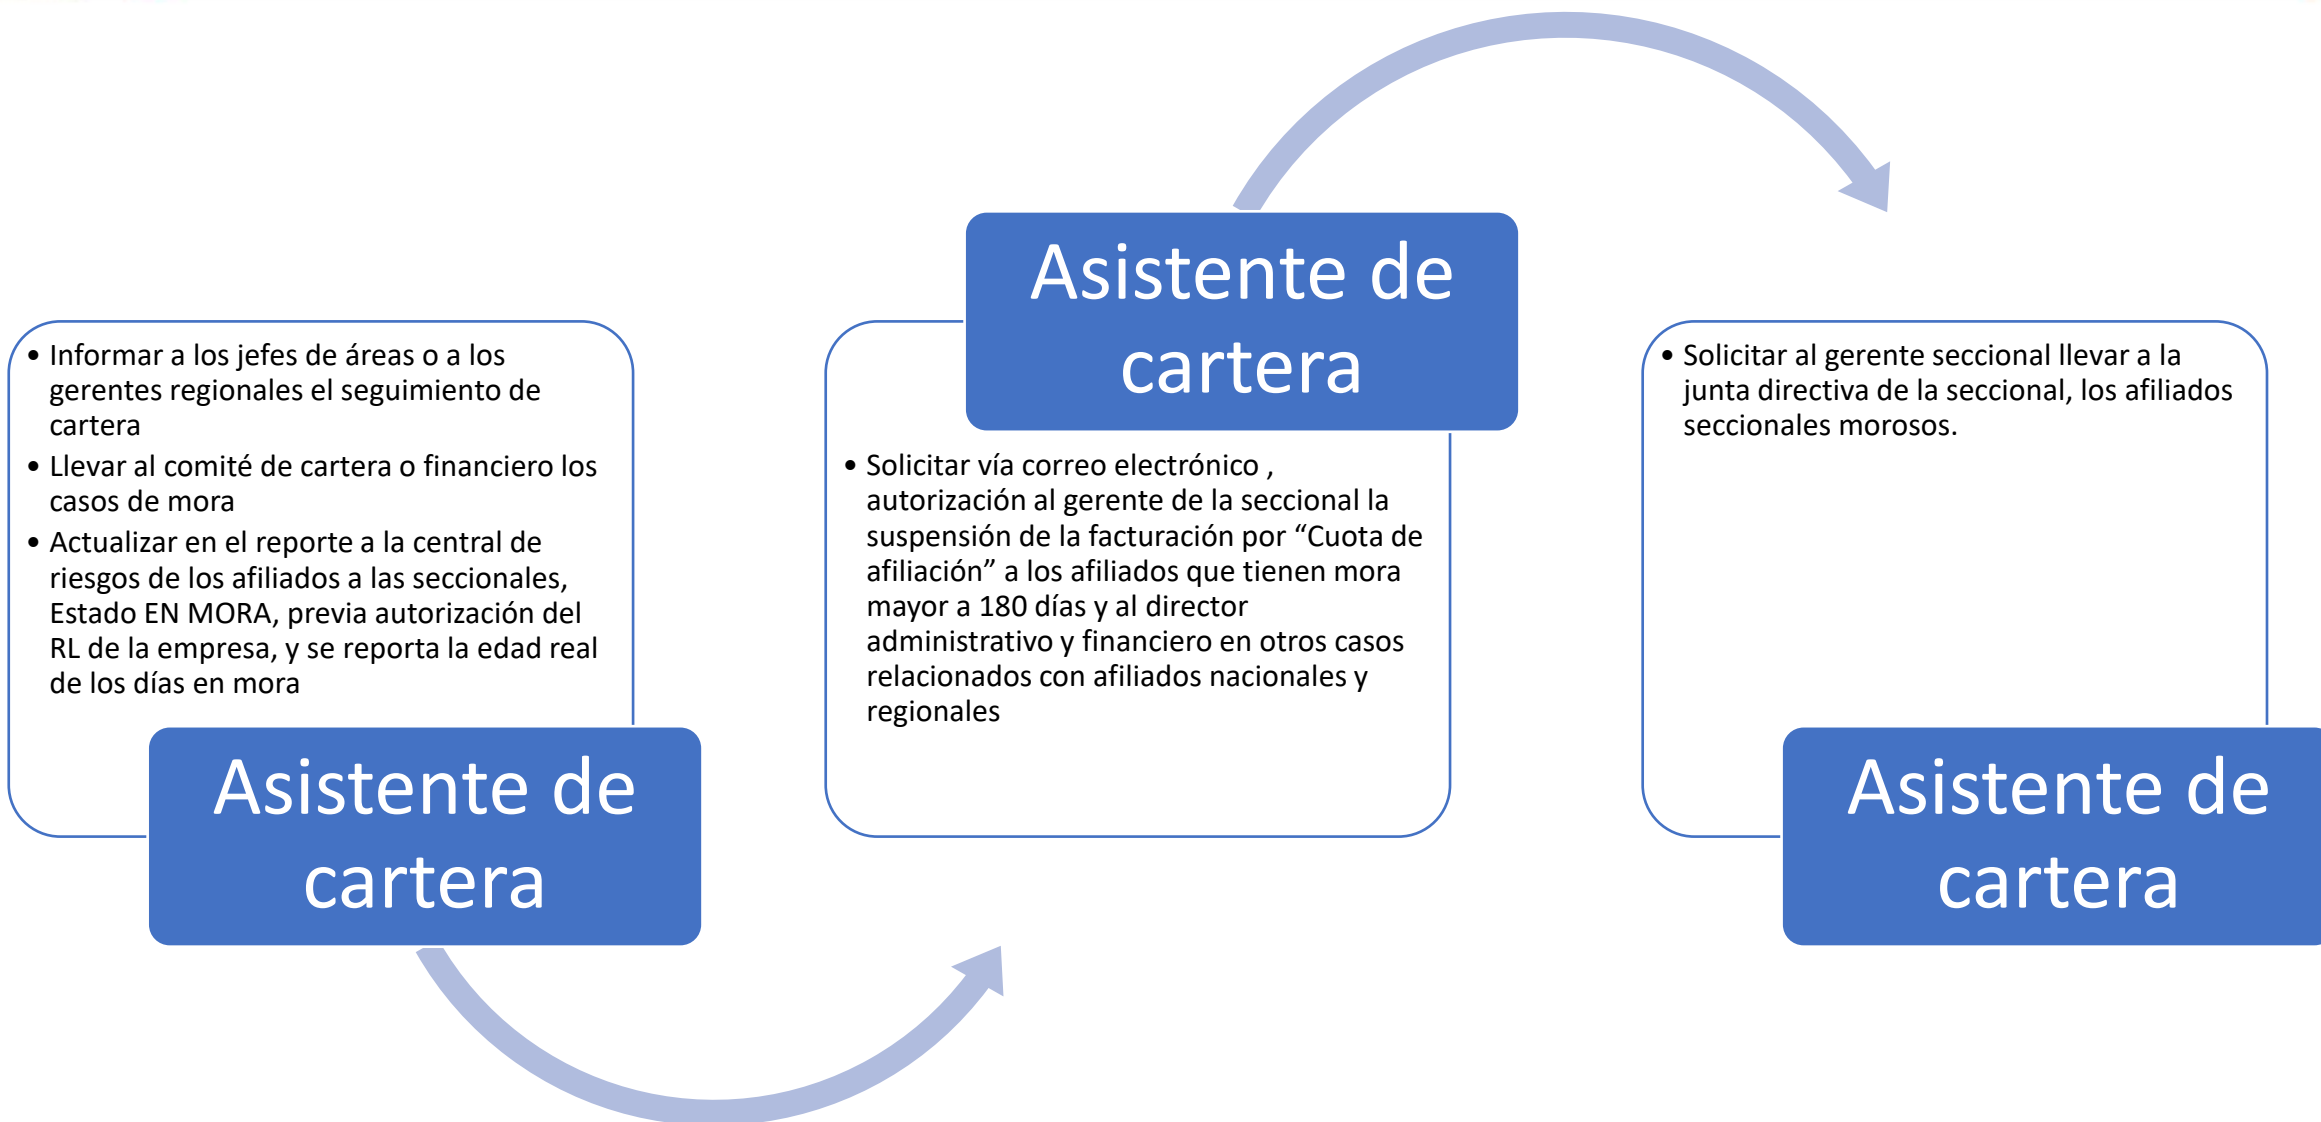 • Informar a los jefes de áreas o a los
gerentes regionales el seguimiento de
cartera
• Llevar al comité de cartera o financiero los
casos de mora
• Actualizar en el reporte a la central de
riesgos de los afiliados a las seccionales,
Estado EN MORA, previa autorización del
RL de la empresa, y se reporta la edad real
de los días en mora
Asistente de
cartera
Asistente de
cartera
• Solicitar vía correo electrónico ,
autorización al gerente de la seccional la
suspensión de la facturación por “Cuota de
afiliación” a los afiliados que tienen mora
mayor a 180 días y al director
administrativo y financiero en otros casos
relacionados con afiliados nacionales y
regionales
• Solicitar al gerente seccional llevar a la
junta directiva de la seccional, los afiliados
seccionales morosos.
Asistente de
cartera